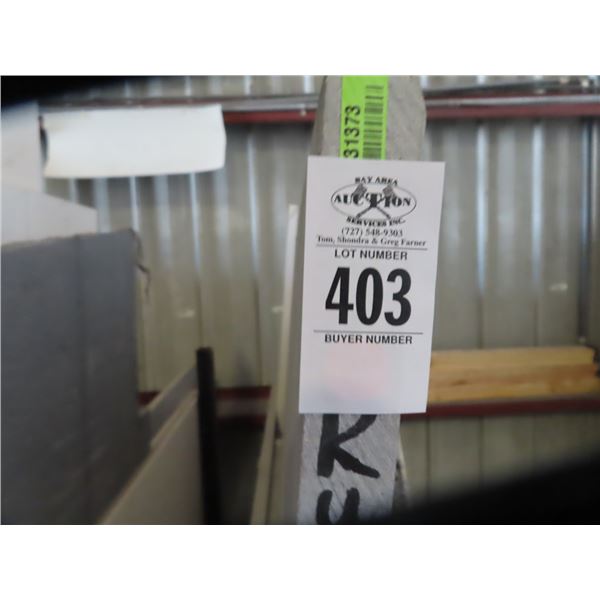 31373
BAY AREA
AUCTION
SERVICES INC.
(727) 548-9303
Tom, Shondra & Greg Farner
LOT NUMBER
403
BUYER NUMBER
K